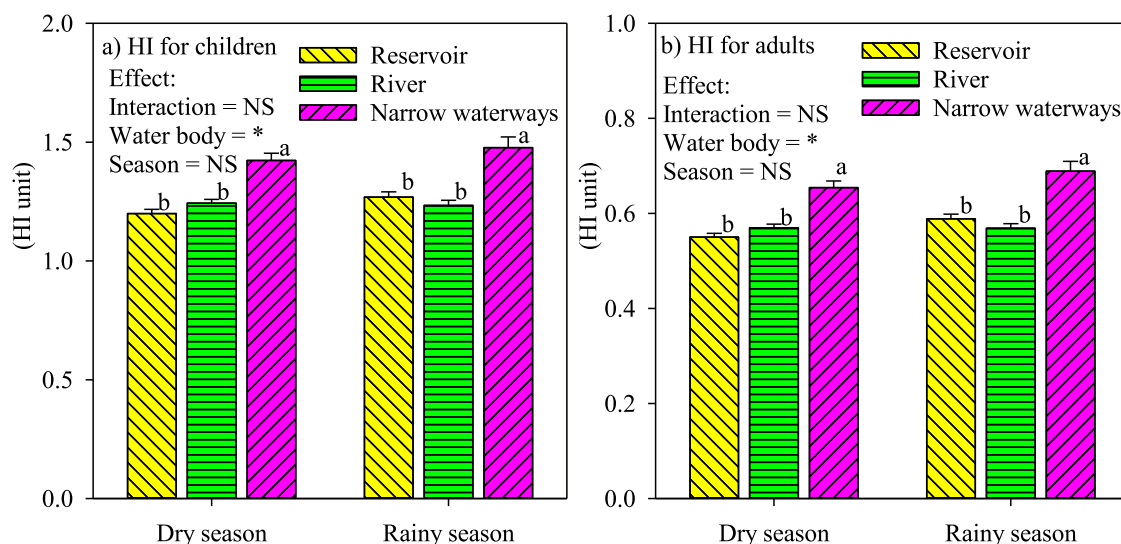 2.0
1.5
1.0
0.5
0.0
(HI unit)
a) HI for children
Effect:
Interaction = NS
Water body = *
Season = NS
Reservoir
River
Narrow waterways
b
b
a
b
b
a
Dry season
Rainy season
1.0
0.8
0.6
0.4
0.2
0.0
(HI unit)
b) HI for adults
Effect:
Interaction = NS
Water body = *
Season = NS
Reservoir
River
Narrow waterways
b
b
a
b
b
a
Dry season
Rainy season